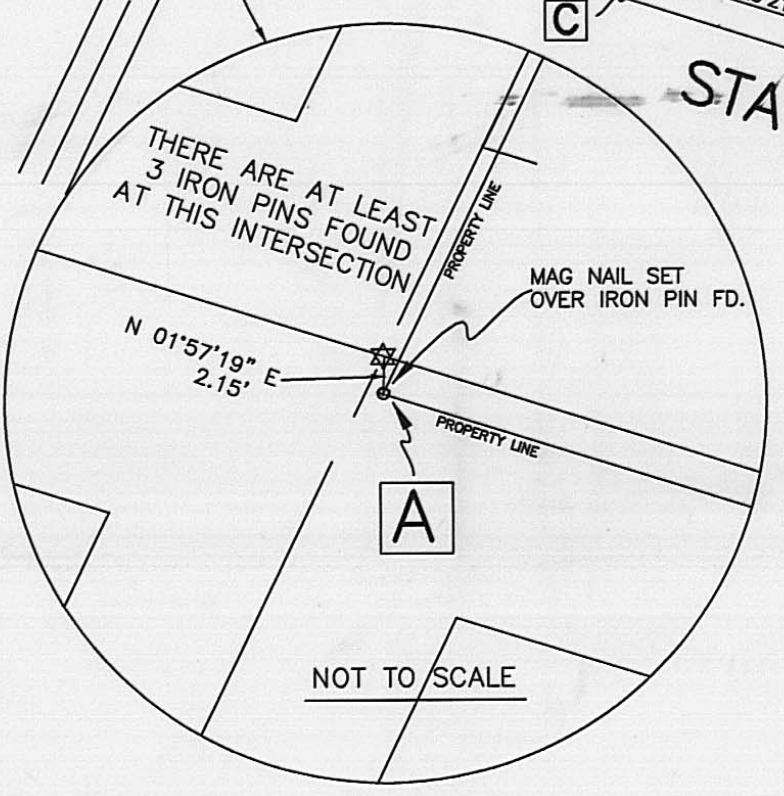 C
STA
THERE ARE AT LEAST
3 IRON PINS FOUND
AT THIS INTERSECTION
PROPERTY LINE
MAG NAIL SET
OVER IRON PIN FD.
N 01°57'19" E
2.15'
PROPERTY LINE
A
NOT TO SCALE